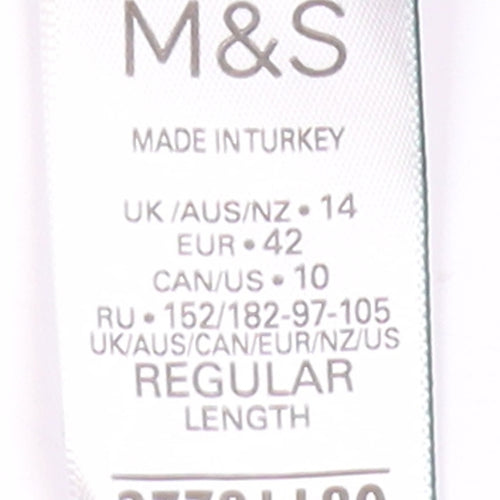 M&S
MADE IN TURKEY
UK /AUS/NZ • 14
EUR • 42
CAN/US • 10
RU • 152/182-97-105
UK/AUS/CAN/EUR/NZ/US
REGULAR
LENGTH